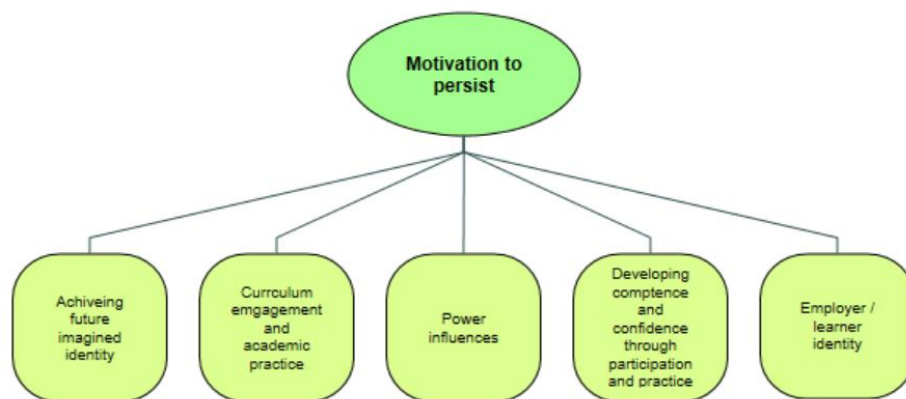 Motivation to
persist
Achiveing
future
imagined
identity
Currculum
emgagement
and
academic
practice
Power
influences
Developing
comptence
and
confidence
through
participation
and practice
Employer /
learner
identity